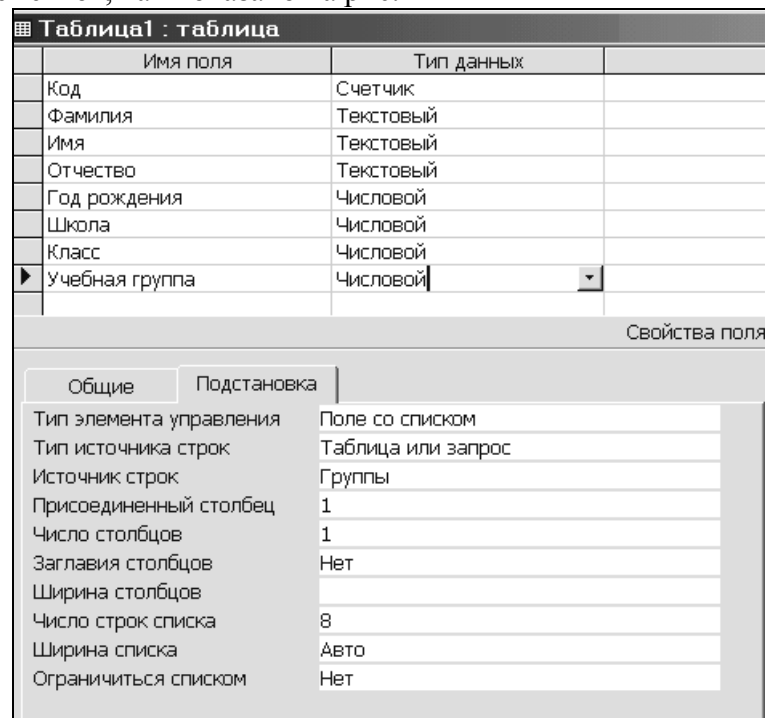 Таблица1 : таблица
Имя поля Тип данных
Код Счетчик
Фамилия Текстовый
Имя Текстовый
Отчество Текстовый
Год рождения Числовой
Школа Числовой
Класс Числовой
Учебная группа Числовой
Свойства поля
Общие Подстановка
Тип элемента управления Поле со списком
Тип источника строк Таблица или запрос
Источник строк Группы
Присоединенный столбец 1
Число столбцов 1
Заглавия столбцов Нет
Ширина столбцов
Число строк списка 8
Ширина списка Авто
Ограничиться списком Нет